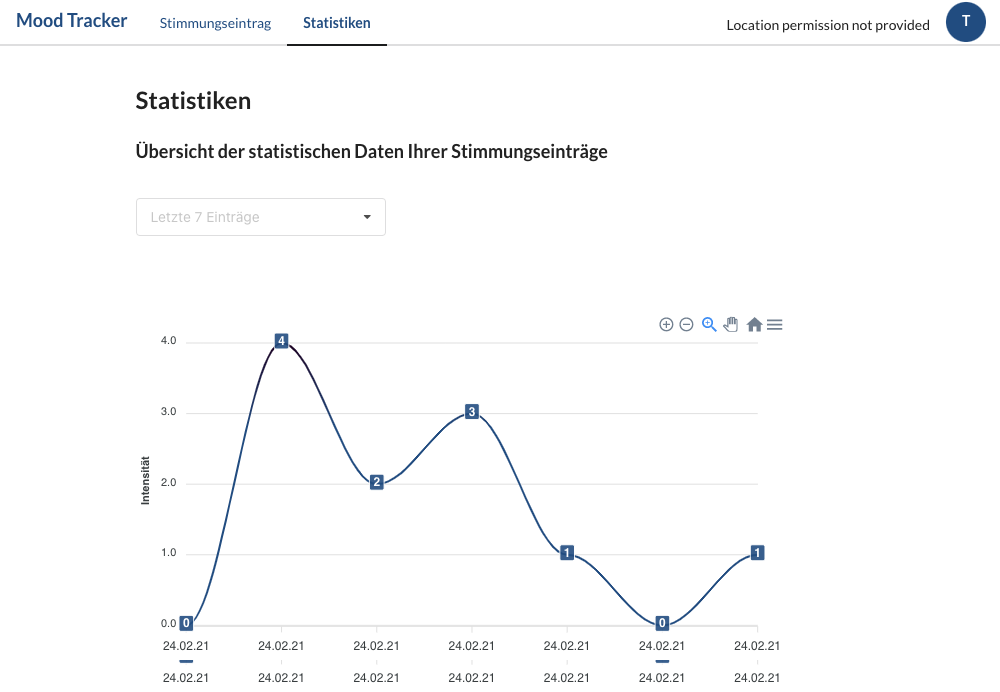 Mood Tracker Stimmungseintrag Statistiken Location permission not provided T
Statistiken
Übersicht der statistischen Daten Ihrer Stimmungseinträge
Letzte 7 Einträge
4.0 4
3.0 3
Intensität
2.0 2
1.0 1 1
0.0 0 0
24.02.21 24.02.21 24.02.21 24.02.21 24.02.21 24.02.21 24.02.21
24.02.21 24.02.21 24.02.21 24.02.21 24.02.21 24.02.21 24.02.21